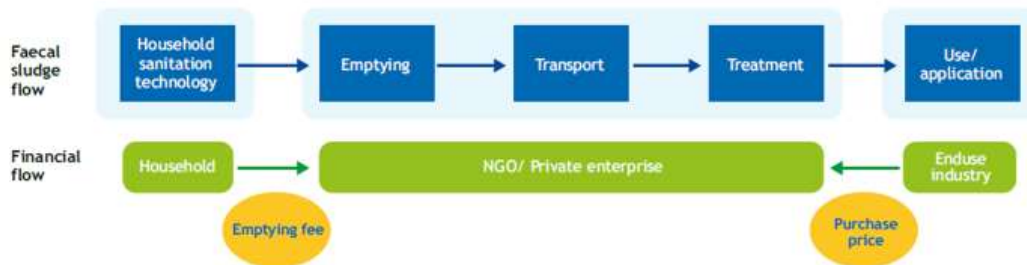 Faecal
sludge
flow
Household
sanitation
technology
Emptying
Transport
Treatment
Use/
application
Financial
flow
Household
NGO/ Private enterprise
Enduse
industry
Emptying fee
Purchase
price